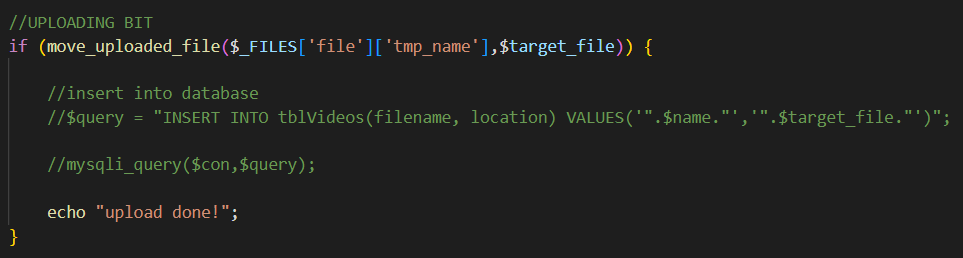 //UPLOADING BIT
if (move_uploaded_file($_FILES['file']['tmp_name'],$target_file)) {
//insert into database
//$query = "INSERT INTO tblVideos(filename, location) VALUES('".$name."','".$target_file."')";
//mysqli_query($con,$query);
echo "upload done!";
}